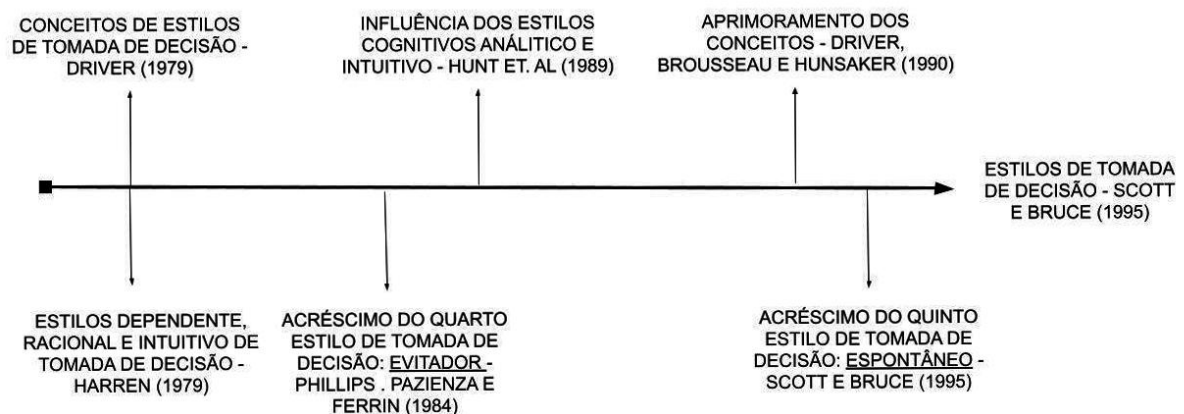 CONCEITOS DE ESTILOS
DE TOMADA DE DECISÃO -
DRIVER (1979)
INFLUÊNCIA DOS ESTILOS
COGNITIVOS ANÁLITICO E
INTUITIVO - HUNT ET. AL (1989)
APRIMORAMENTO DOS
CONCEITOS - DRIVER,
BROUSSEAU E HUNSAKER (1990)
ESTILOS DE TOMADA
DE DECISÃO - SCOTT
E BRUCE (1995)
ESTILOS DEPENDENTE,
RACIONAL E INTUITIVO DE
TOMADA DE DECISÃO -
HARREN (1979)
ACRÉSCIMO DO QUARTO
ESTILO DE TOMADA DE
DECISÃO: EVITADOR -
PHILLIPS . PAZIENZA E
FERRIN (1984)
ACRÉSCIMO DO QUINTO
ESTILO DE TOMADA DE
DECISÃO: ESPONTÂNEO -
SCOTT E BRUCE (1995)